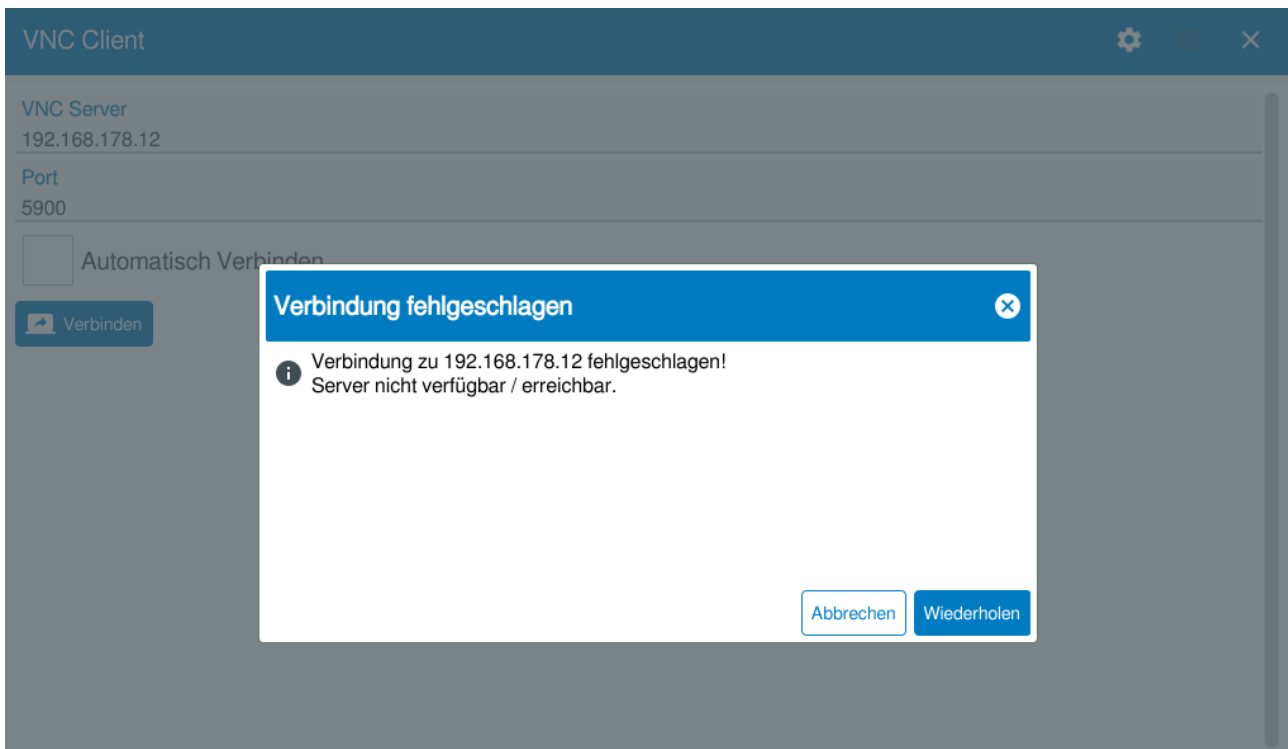 VNC Client
VNC Server
192.168.178.12
Port
5900
Automatisch Verbinden
Verbinden
Verbindung fehlgeschlagen
Verbindung zu 192.168.178.12 fehlgeschlagen!
Server nicht verfügbar / erreichbar.
Abbrechen
Wiederholen